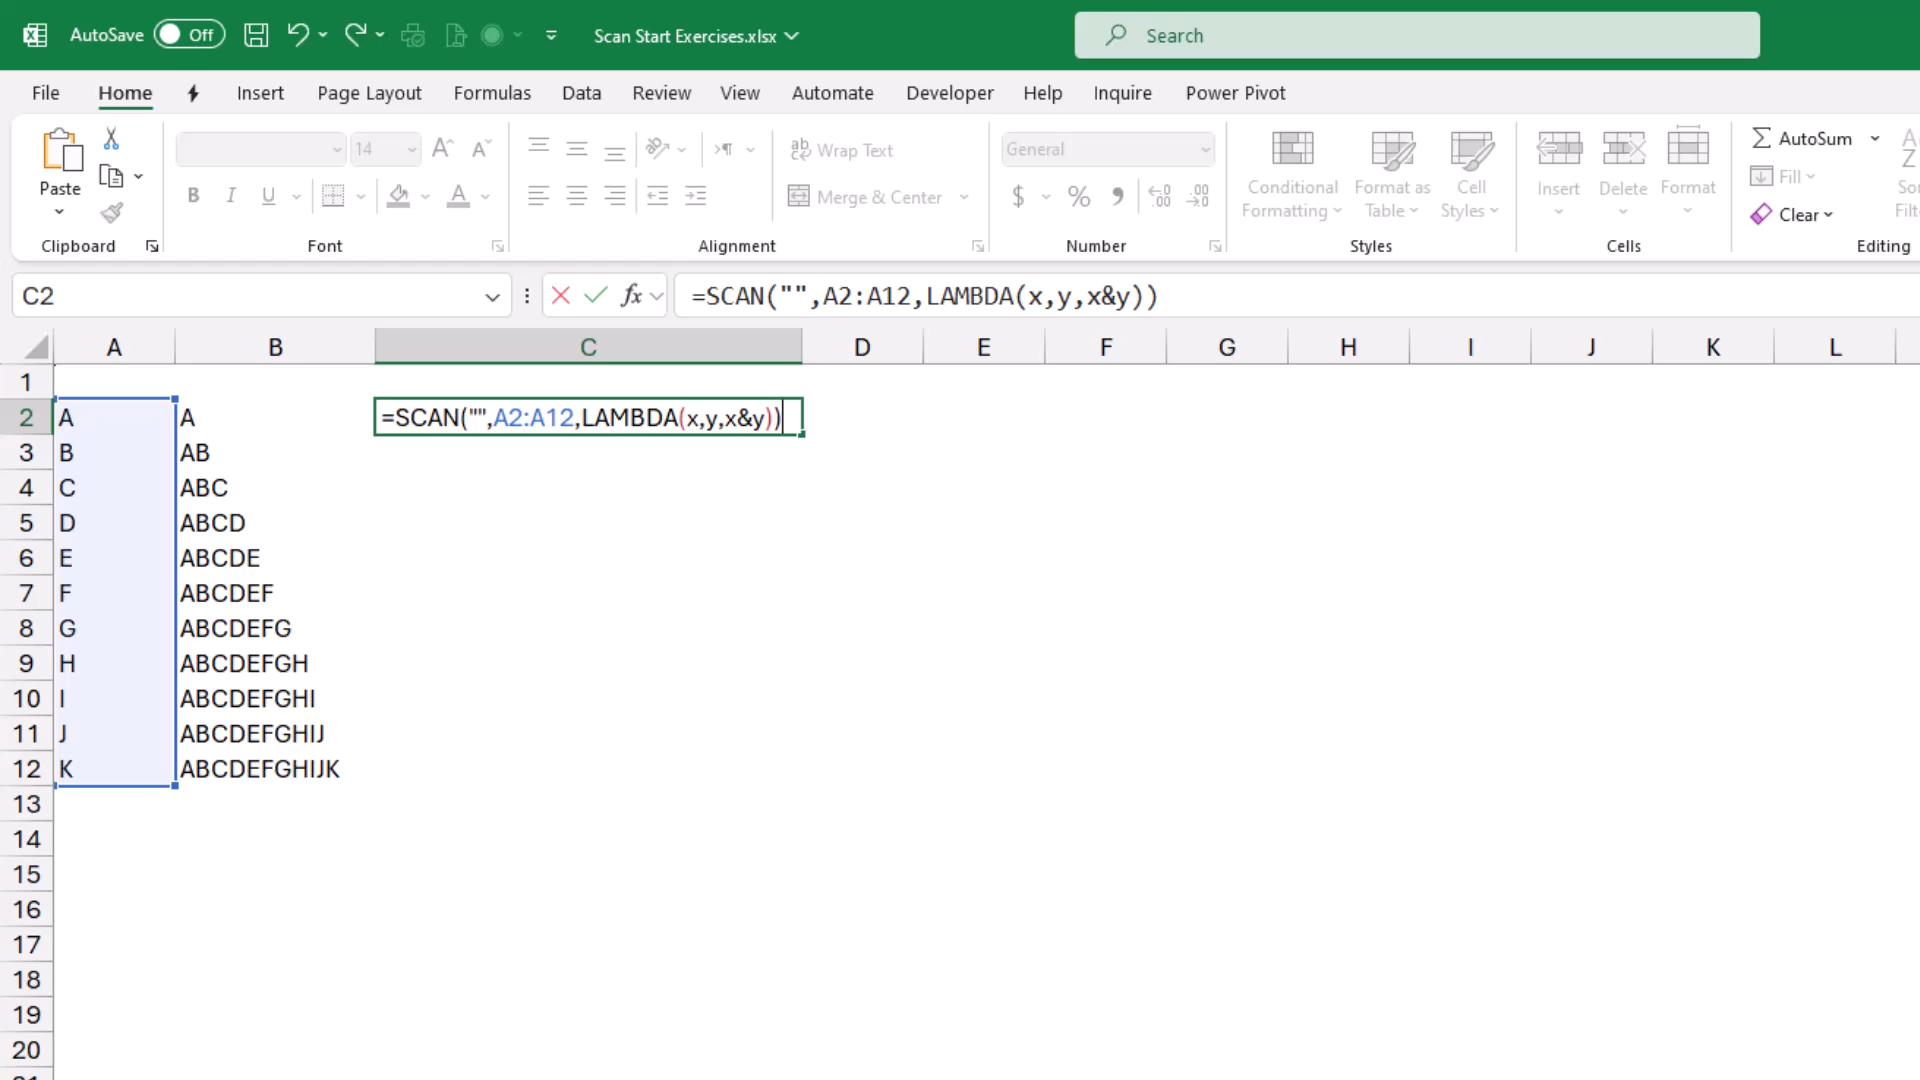 AutoSave Off Scan Start Exercises.xlsx Search
File Home Insert Page Layout Formulas Data Review View Automate Developer Help Inquire Power Pivot
Paste
Clipboard
14
B I U
Font
Wrap Text
Merge & Center
Alignment
General
$ %
Number
Conditional Formatting
Format as Table
Cell Styles
Styles
Insert Delete Format
Cells
AutoSum
Fill
Clear
Editing
C2 fx =SCAN("",A2:A12,LAMBDA(x,y,x&y))
A B C D E F G H I J K L
1
2 A A =SCAN("",A2:A12,LAMBDA(x,y,x&y))
3 B AB
4 C ABC
5 D ABCD
6 E ABCDE
7 F ABCDEF
8 G ABCDEFG
9 H ABCDEFGH
10 I ABCDEFGHI
11 J ABCDEFGHIJ
12 K ABCDEFGHIJK
13
14
15
16
17
18
19
20